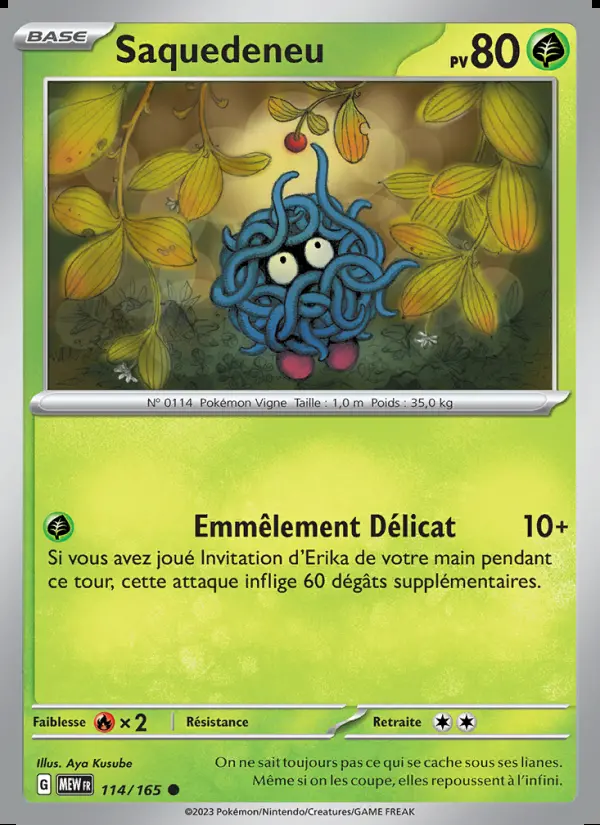 BASE Saquedeneu PV 80
N° 0114 Pokémon Vigne Taille : 1,0 m Poids : 35,0 kg
Emmêlement Délicat 10+
Si vous avez joué Invitation d'Erika de votre main pendant
ce tour, cette attaque inflige 60 dégâts supplémentaires.
Faiblesse ×2 Résistance Retraite
Illus. Aya Kusube
On ne sait toujours pas ce qui se cache sous ses lianes.
Même si on les coupe, elles repoussent à l'infini.
G MEW FR 114/165
©2023 Pokémon/Nintendo/Creatures/GAME FREAK